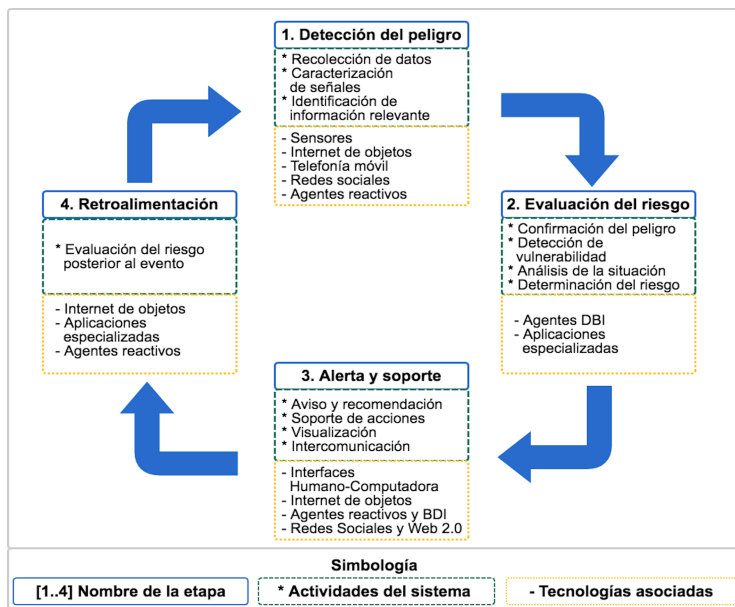 1. Detección del peligro
* Recolección de datos
* Caracterización
de señales
* Identificación de
información relevante
- Sensores
- Internet de objetos
- Telefonía móvil
- Redes sociales
- Agentes reactivos
2. Evaluación del riesgo
* Confirmación del peligro
* Detección de
vulnerabilidad
* Análisis de la situación
* Determinación del riesgo
- Agentes DBI
- Aplicaciones
especializadas
3. Alerta y soporte
* Aviso y recomendación
* Soporte de acciones
* Visualización
* Intercomunicación
- Interfaces
Humano-Computadora
- Internet de objetos
- Agentes reactivos y BDI
- Redes Sociales y Web 2.0
4. Retroalimentación
* Evaluación del riesgo
posterior al evento
- Internet de objetos
- Aplicaciones
especializadas
- Agentes reactivos
Simbología
[1..4] Nombre de la etapa
* Actividades del sistema
- Tecnologías asociadas